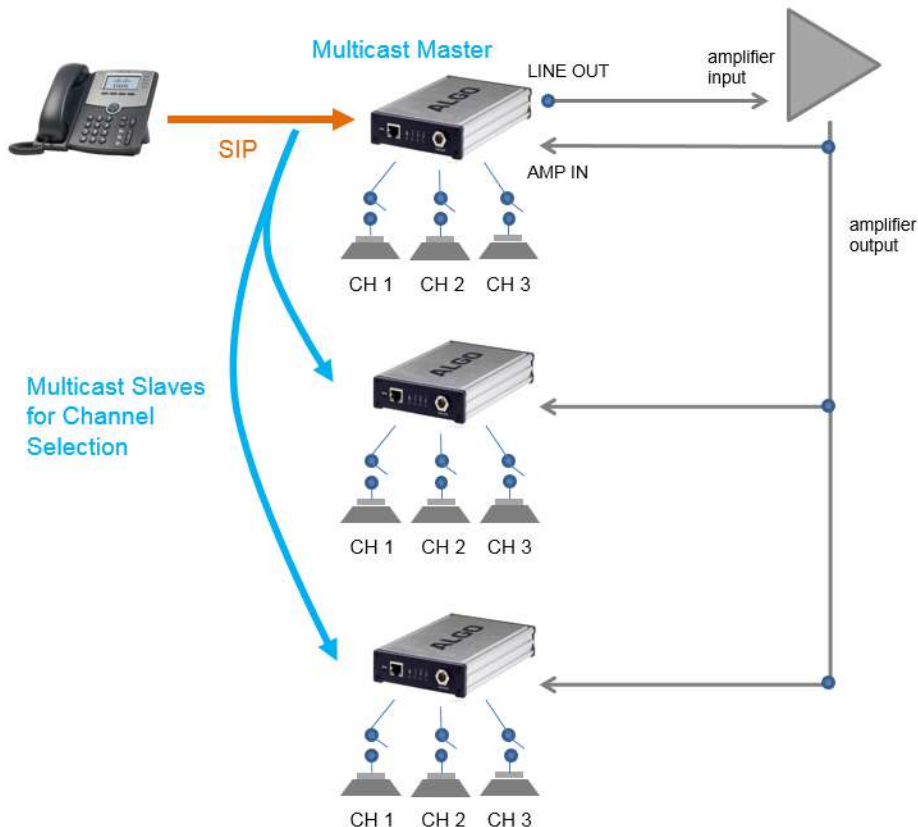 Multicast Master
LINE OUT
amplifier
input
ALGO
SIP
AMP IN
amplifier
output
CH 1 CH 2 CH 3
ALGO
Multicast Slaves
for Channel
Selection
CH 1 CH 2 CH 3
ALGO
CH 1 CH 2 CH 3